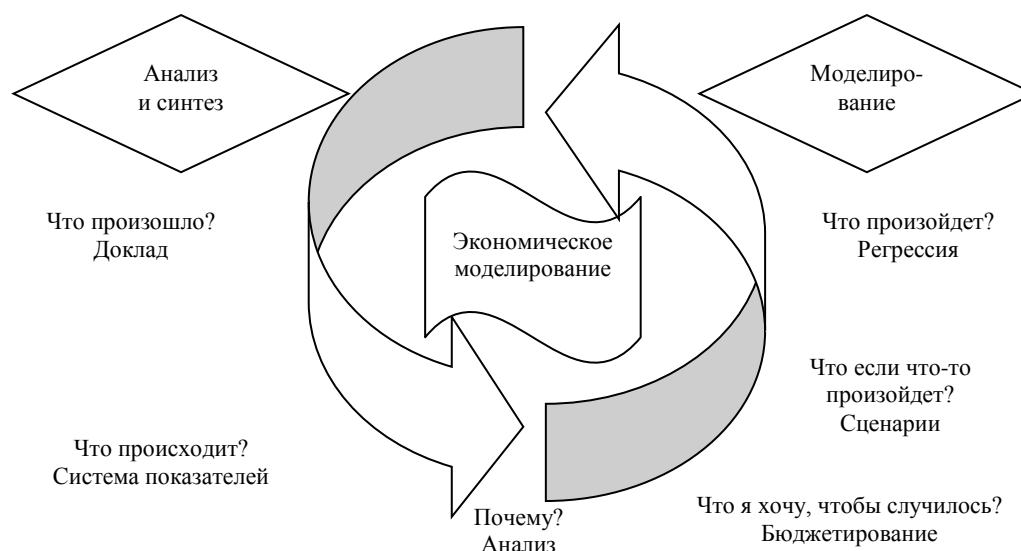 Анализ
и синтез
Моделиро-
вание
Что произошло?
Доклад
Экономическое
моделирование
Что произойдет?
Регрессия
Что если что-то
произойдет?
Сценарии
Что происходит?
Система показателей
Почему?
Анализ
Что я хочу, чтобы случилось?
Бюджетирование